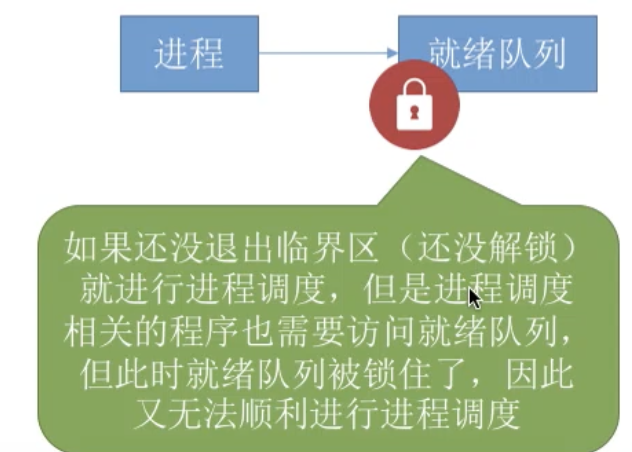 进程
就绪队列
如果还没退出临界区（还没解锁）
就进行进程调度，但是进程调度
相关的程序也需要访问就绪队列，
但此时就绪队列被锁住了，因此
又无法顺利进行进程调度